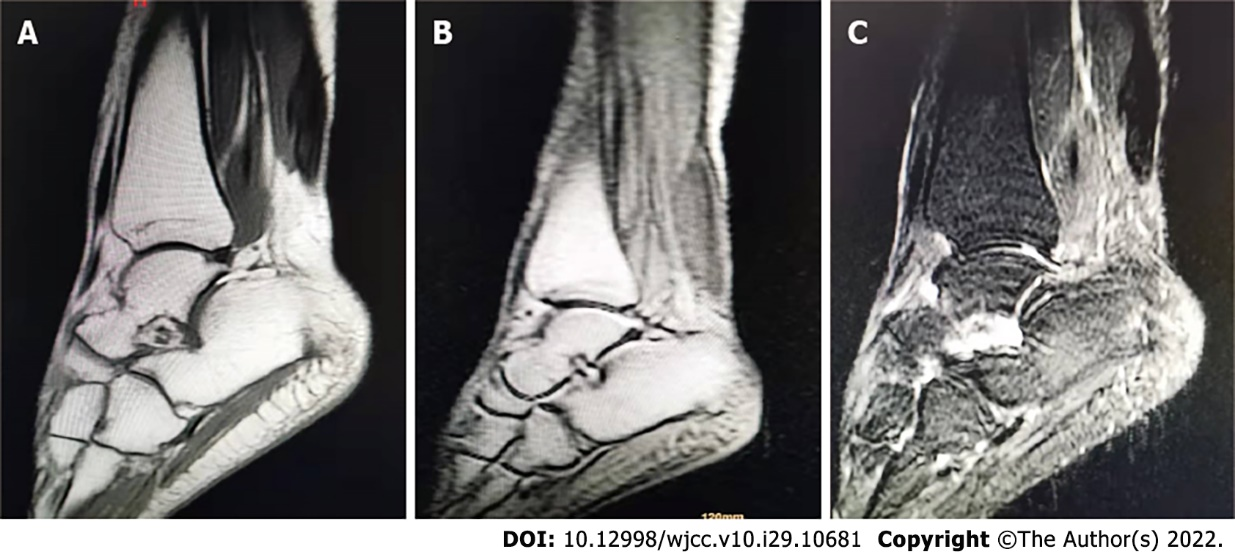 A
B
C
120mm
DOI: 10.12998/wjcc.v10.i29.10681 Copyright ©The Author(s) 2022.